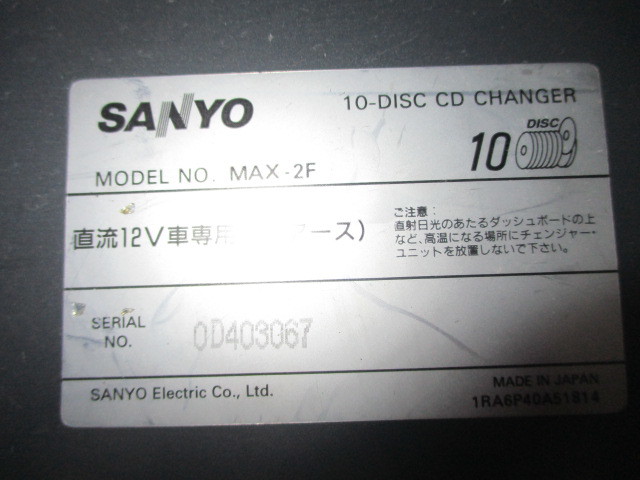 SANYO
10-DISC CD CHANGER
10 DISC
MODEL NO. MAX-2F
直流12V車専用 ース)
ご注意:
直射日光のあたるダッシュボードの上
など、高温になる場所にチェンジャー・
ユニットを放置しないで下さい。
SERIAL
NO.
0D403067
SANYO Electric Co., Ltd.
MADE IN JAPAN
1RA6P40A51814